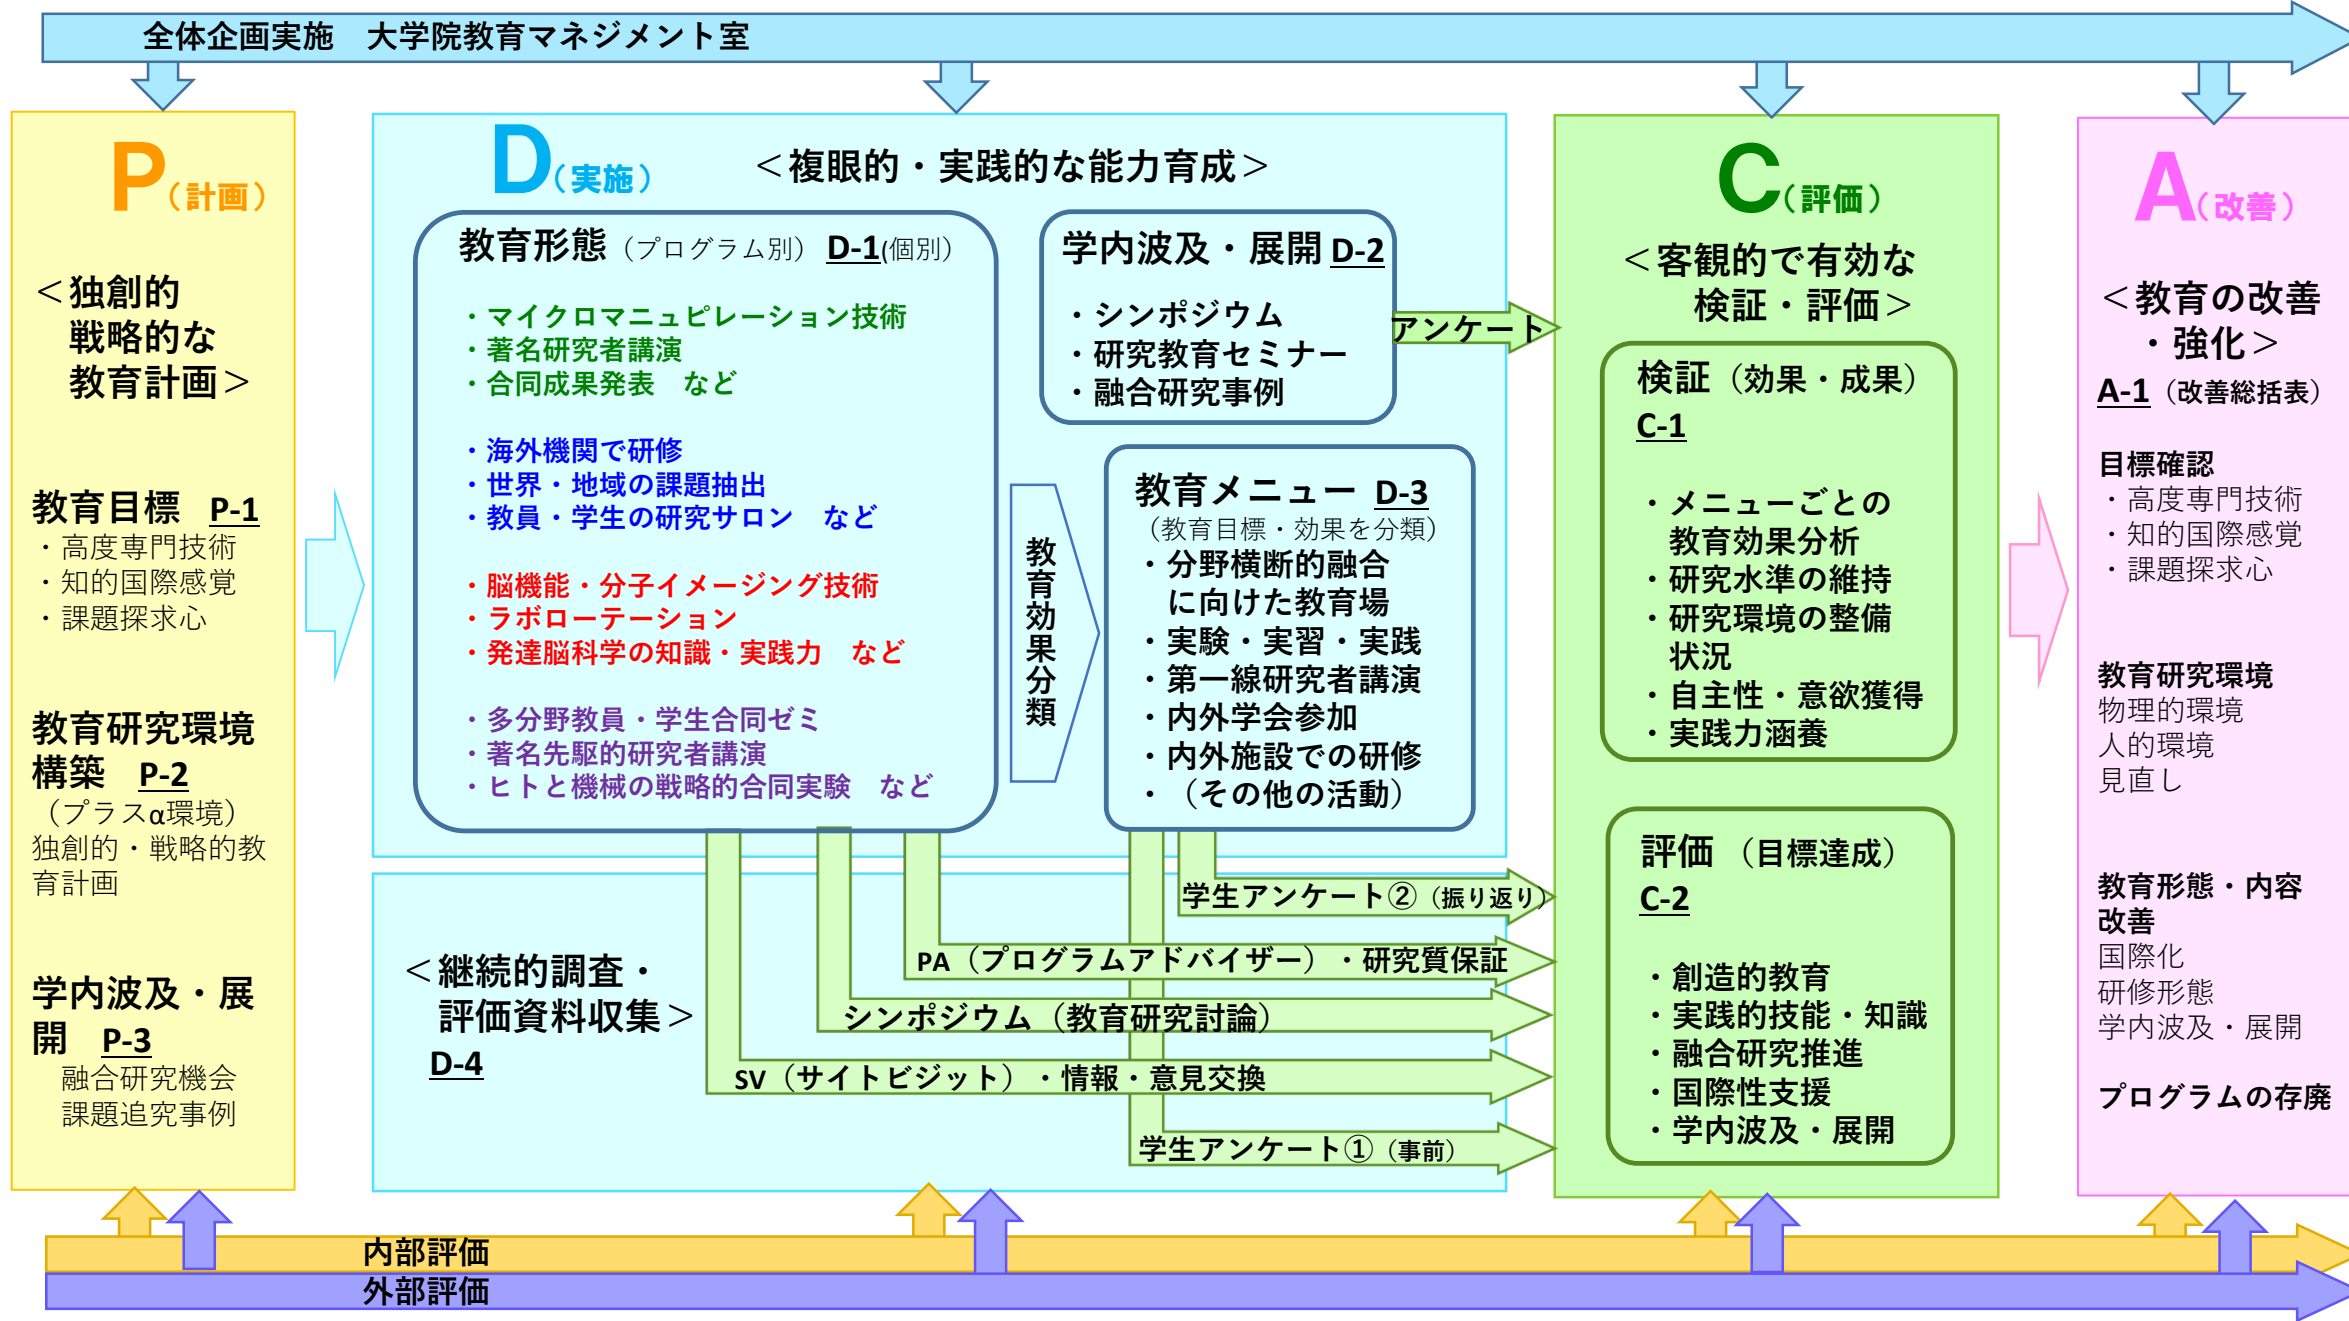 全体企画実施　大学院教育マネジメント室
P（計画）
＜独創的
戦略的な
教育計画＞
教育目標　P-1
・高度専門技術
・知的国際感覚
・課題探求心
教育研究環境
構築　P-2
（プラスα環境）
独創的・戦略的教
育計画
学内波及・展
開　P-3
融合研究機会
課題追究事例
D（実施）
＜複眼的・実践的な能力育成＞
教育形態（プログラム別） D-1(個別)
・マイクロマニュピレーション技術
・著名研究者講演
・合同成果発表　など
・海外機関で研修
・世界・地域の課題抽出
・教員・学生の研究サロン　など
・脳機能・分子イメージング技術
・ラボローテーション
・発達脳科学の知識・実践力　など
・多分野教員・学生合同ゼミ
・著名先駆的研究者講演
・ヒトと機械の戦略的合同実験　など
教育効果分類
学内波及・展開 D-2
・シンポジウム
・研究教育セミナー
・融合研究事例
アンケート
教育メニュー D-3
（教育目標・効果を分類）
・分野横断的融合
に向けた教育場
・実験・実習・実践
・第一線研究者講演
・内外学会参加
・内外施設での研修
・（その他の活動）
＜継続的調査・
評価資料収集＞
D-4
学生アンケート②（振り返り）
PA（プログラムアドバイザー）・研究質保証
シンポジウム（教育研究討論）
SV（サイトビジット）・情報・意見交換
学生アンケート①（事前）
C（評価）
＜客観的で有効な
検証・評価＞
検証（効果・成果）
C-1
・メニューごとの
教育効果分析
・研究水準の維持
・研究環境の整備
状況
・自主性・意欲獲得
・実践力涵養
評価（目標達成）
C-2
・創造的教育
・実践的技能・知識
・融合研究推進
・国際性支援
・学内波及・展開
A（改善）
＜教育の改善
・強化＞
A-1（改善総括表）
目標確認
・高度専門技術
・知的国際感覚
・課題探求心
教育研究環境
物理的環境
人的環境
見直し
教育形態・内容
改善
国際化
研修形態
学内波及・展開
プログラムの存廃
内部評価
外部評価